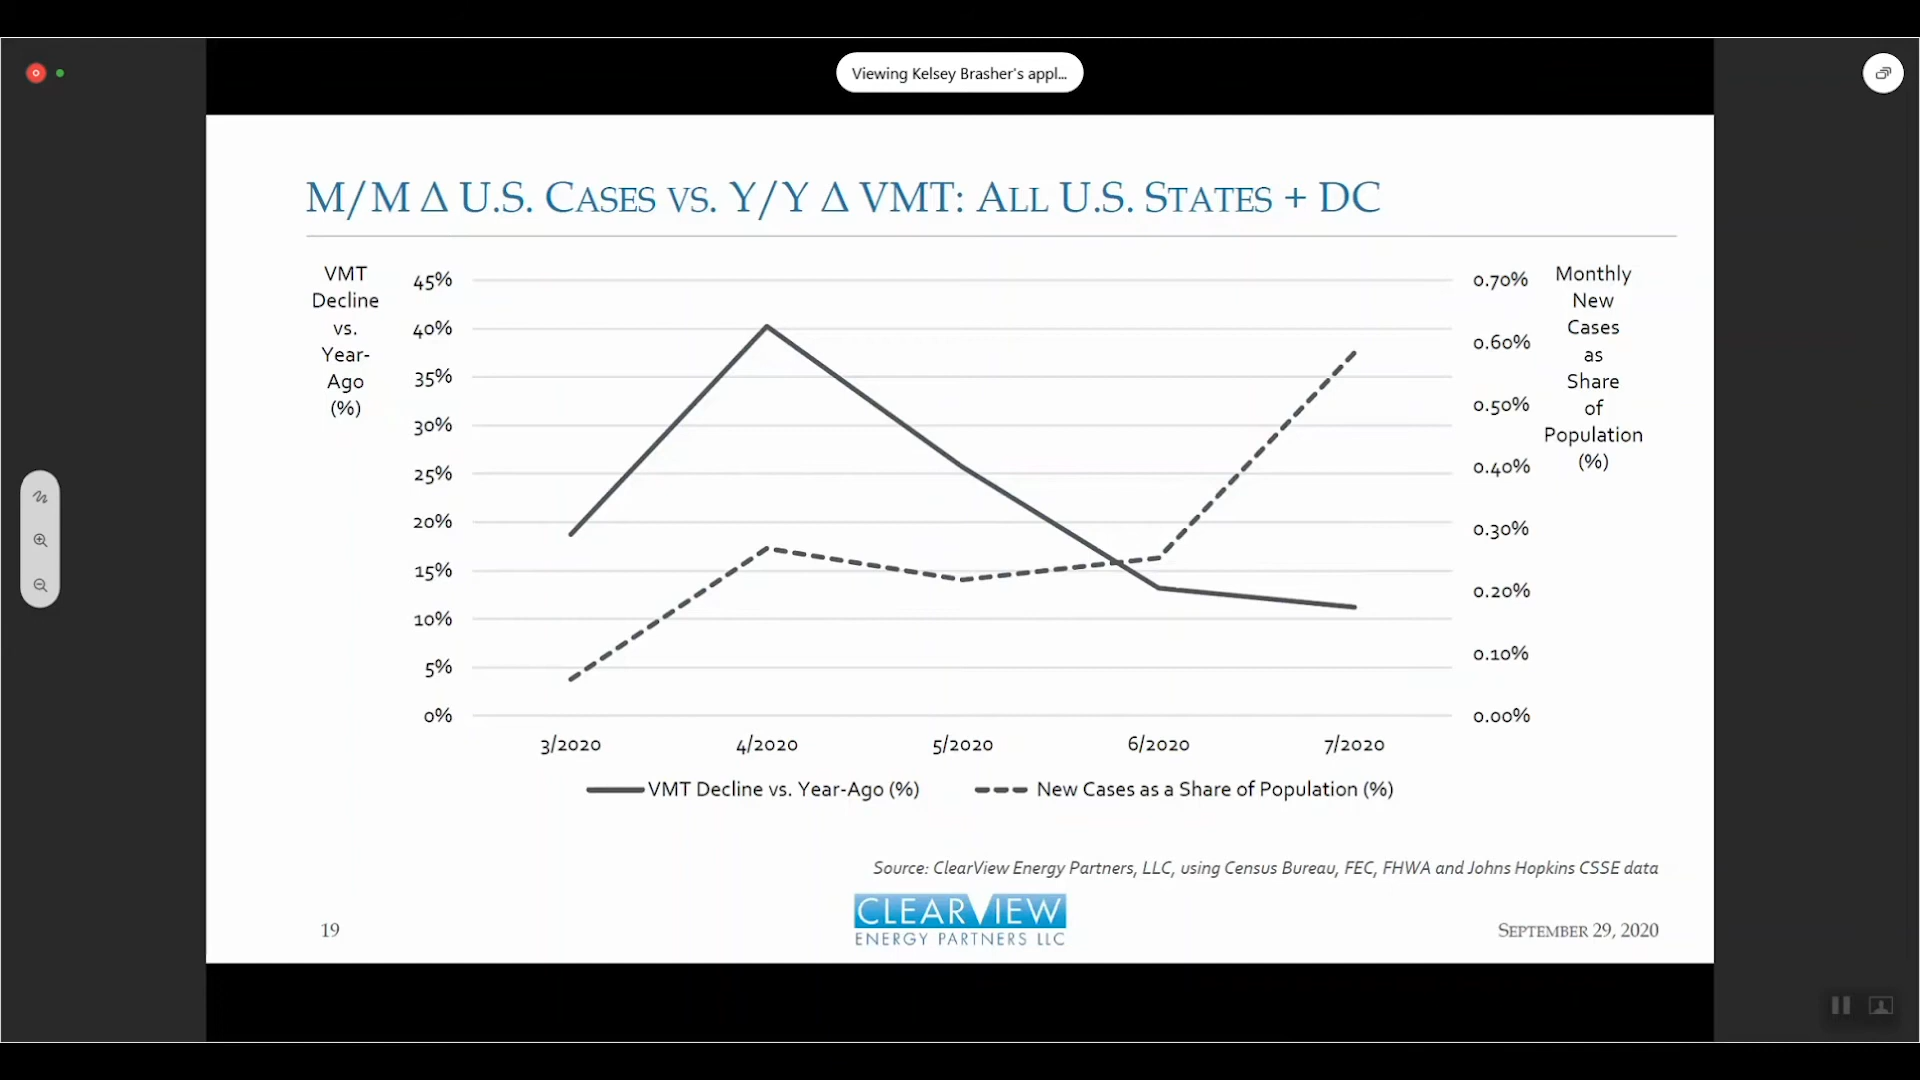 Viewing Kelsey Brasher's appl...
M/M Δ U.S. CASES VS. Y/Y Δ VMT: ALL U.S. STATES + DC
VMT
Decline
vs.
Year-
Ago
(%)
45%
40%
35%
30%
25%
20%
15%
10%
5%
0%
0.70%
0.60%
0.50%
0.40%
0.30%
0.20%
0.10%
0.00%
Monthly
New
Cases
as
Share
of
Population
(%)
3/2020 4/2020 5/2020 6/2020 7/2020
VMT Decline vs. Year-Ago (%) New Cases as a Share of Population (%)
Source: ClearView Energy Partners, LLC, using Census Bureau, FEC, FHWA and Johns Hopkins CSSE data
CLEARVIEW
ENERGY PARTNERS LLC
19
SEPTEMBER 29, 2020